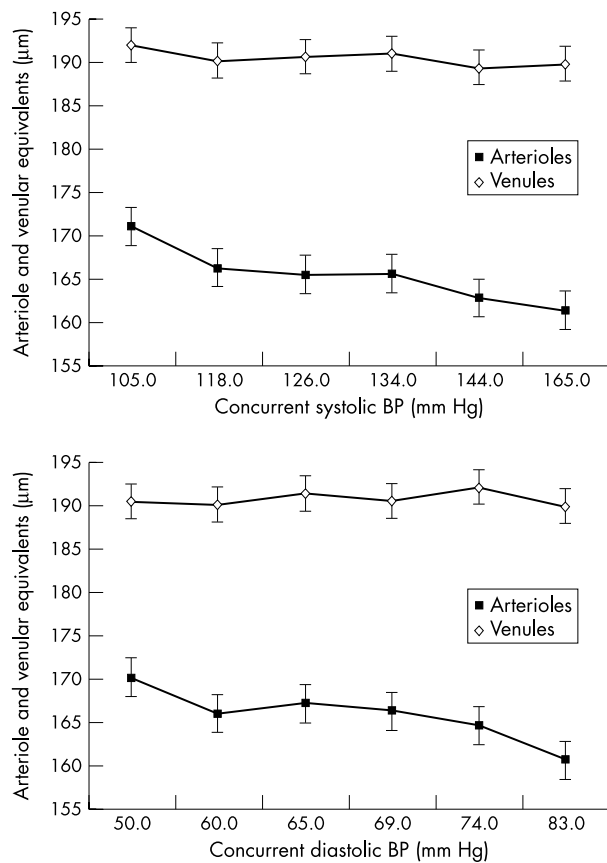 195
190
185
180
175
170
165
160
155
Arteriole and venular equivalents (μm)
Arterioles
Venules
105.0 118.0 126.0 134.0 144.0 165.0
Concurrent systolic BP (mm Hg)
195
190
185
180
175
170
165
160
155
Arteriole and venular equivalents (μm)
Arterioles
Venules
50.0 60.0 65.0 69.0 74.0 83.0
Concurrent diastolic BP (mm Hg)